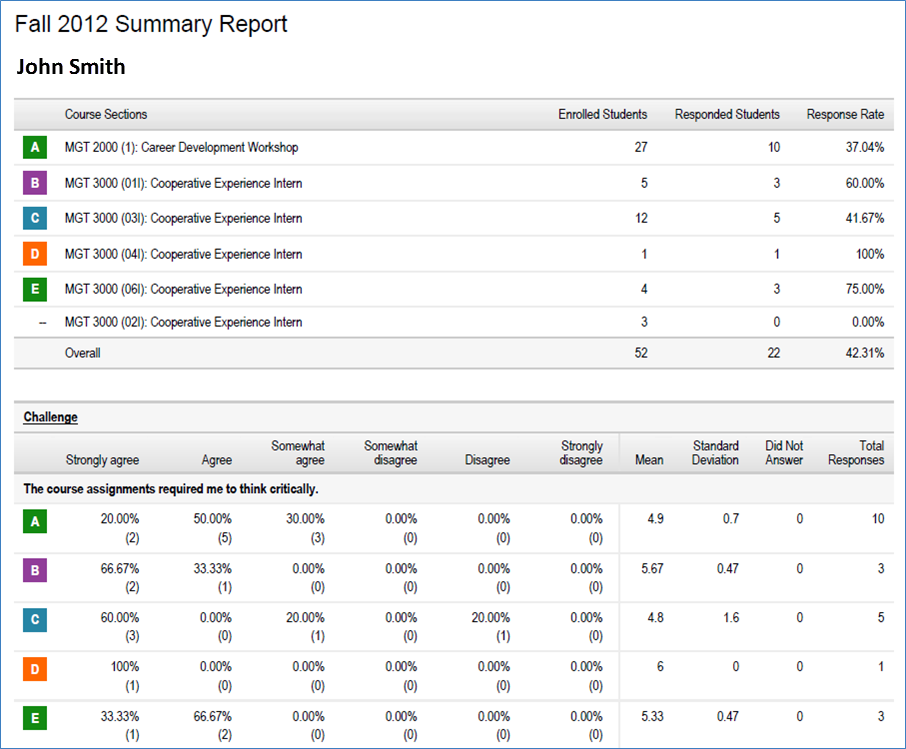 Fall 2012 Summary Report
John Smith
Course Sections Enrolled Students Responded Students Response Rate
A MGT 2000 (1): Career Development Workshop 27 10 37.04%
B MGT 3000 (01I): Cooperative Experience Intern 5 3 60.00%
C MGT 3000 (03I): Cooperative Experience Intern 12 5 41.67%
D MGT 3000 (04I): Cooperative Experience Intern 1 1 100%
E MGT 3000 (06I): Cooperative Experience Intern 4 3 75.00%
-- MGT 3000 (02I): Cooperative Experience Intern 3 0 0.00%
Overall 52 22 42.31%
Challenge
Somewhat Somewhat Strongly Standard Did Not Total
Strongly agree Agree agree disagree Disagree disagree Mean Deviation Answer Responses
The course assignments required me to think critically.
A 20.00% 50.00% 30.00% 0.00% 0.00% 0.00% 4.9 0.7 0 10
(2) (5) (3) (0) (0) (0)
B 66.67% 33.33% 0.00% 0.00% 0.00% 0.00% 5.67 0.47 0 3
(2) (1) (0) (0) (0) (0)
C 60.00% 0.00% 20.00% 0.00% 20.00% 0.00% 4.8 1.6 0 5
(3) (0) (1) (0) (1) (0)
D 100% 0.00% 0.00% 0.00% 0.00% 0.00% 6 0 0 1
(1) (0) (0) (0) (0) (0)
E 33.33% 66.67% 0.00% 0.00% 0.00% 0.00% 5.33 0.47 0 3
(1) (2) (0) (0) (0) (0)